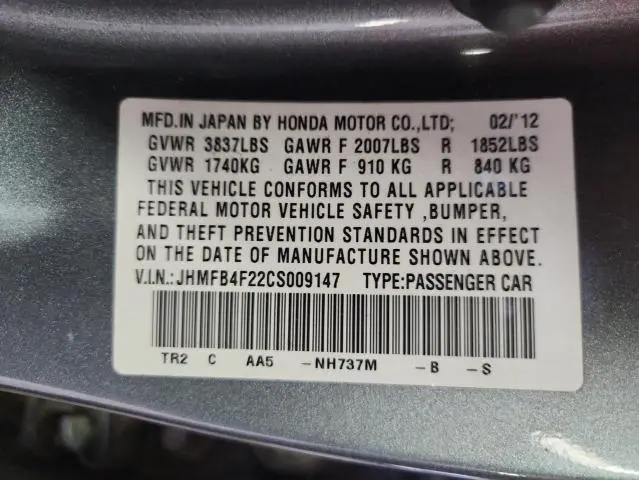 MFD.IN JAPAN BY HONDA MOTOR CO.,LTD; 02/'12
GVWR 3837LBS GAWR F 2007LBS R 1852LBS
GVWR 1740KG GAWR F 910 KG R 840 KG
THIS VEHICLE CONFORMS TO ALL APPLICABLE
FEDERAL MOTOR VEHICLE SAFETY ,BUMPER,
AND THEFT PREVENTION STANDARDS IN EFFECT
ON THE DATE OF MANUFACTURE SHOWN ABOVE.
V.I.N.: JHMFB4F22CS009147 TYPE:PASSENGER CAR
TR2 C AA5 -NH737M -B -S